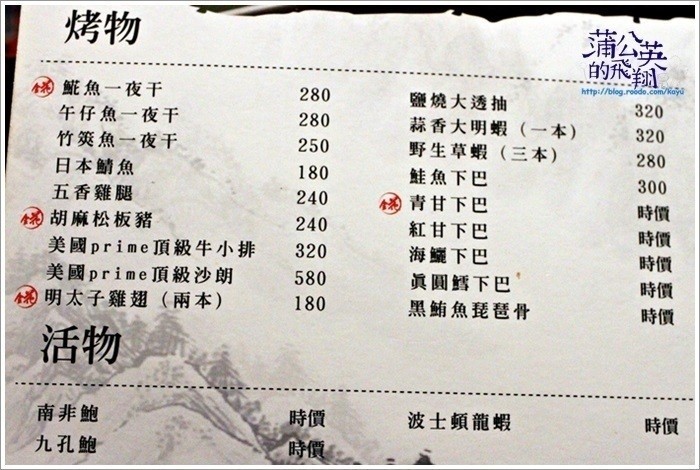 烤物
鯱魚一夜干 280
午仔魚一夜干 280
竹筴魚一夜干 250
日本鯖魚 180
五香雞腿 240
胡麻松板豬 240
美國prime頂級牛小排 320
美國prime頂級沙朗 580
明太子雞翅（兩本） 180
鹽燒大透抽 320
蒜香大明蝦（一本） 320
野生草蝦（三本） 280
鮭魚下巴 300
青甘下巴 時價
紅甘下巴 時價
海鱺下巴 時價
眞圓鱈下巴 時價
黑鮪魚琵琶骨 時價
活物
南非鮑 時價
九孔鮑 時價
波士頓龍蝦 時價
蒲公英
的飛翔
http://blog.roodo.com/Kayu